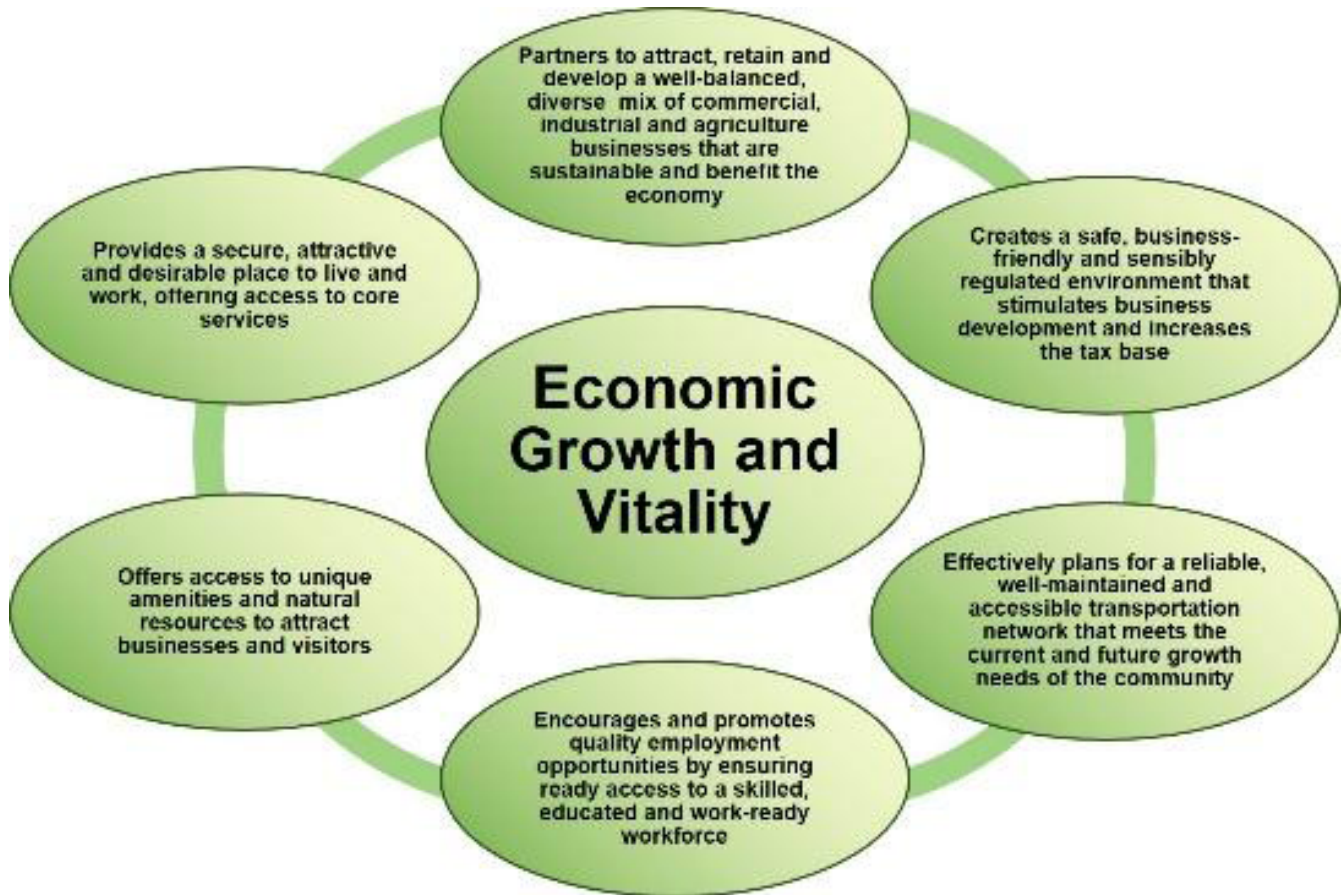 Partners to attract, retain and
develop a well-balanced,
diverse mix of commercial,
industrial and agriculture
businesses that are
sustainable and benefit the
economy
Creates a safe, business-
friendly and sensibly
regulated environment that
stimulates business
development and increases
the tax base
Effectively plans for a reliable,
well-maintained and
accessible transportation
network that meets the
current and future growth
needs of the community
Encourages and promotes
quality employment
opportunities by ensuring
ready access to a skilled,
educated and work-ready
workforce
Offers access to unique
amenities and natural
resources to attract
businesses and visitors
Provides a secure, attractive
and desirable place to live and
work, offering access to core
services
Economic
Growth and
Vitality